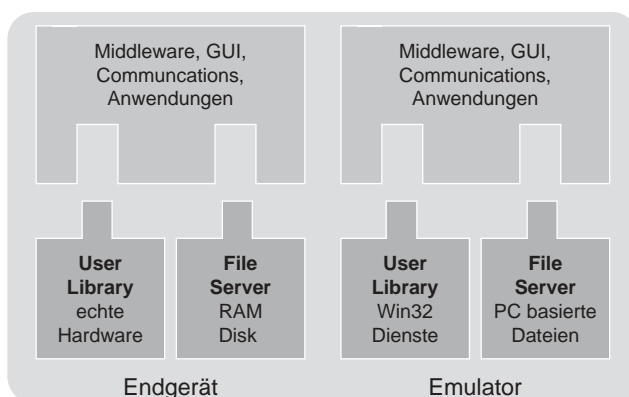 Middleware, GUI,
Communcations,
Anwendungen
Middleware, GUI,
Communications,
Anwendungen
User
Library
echte
Hardware
File
Server
RAM
Disk
User
Library
Win32
Dienste
File
Server
PC basierte
Dateien
Endgerät
Emulator